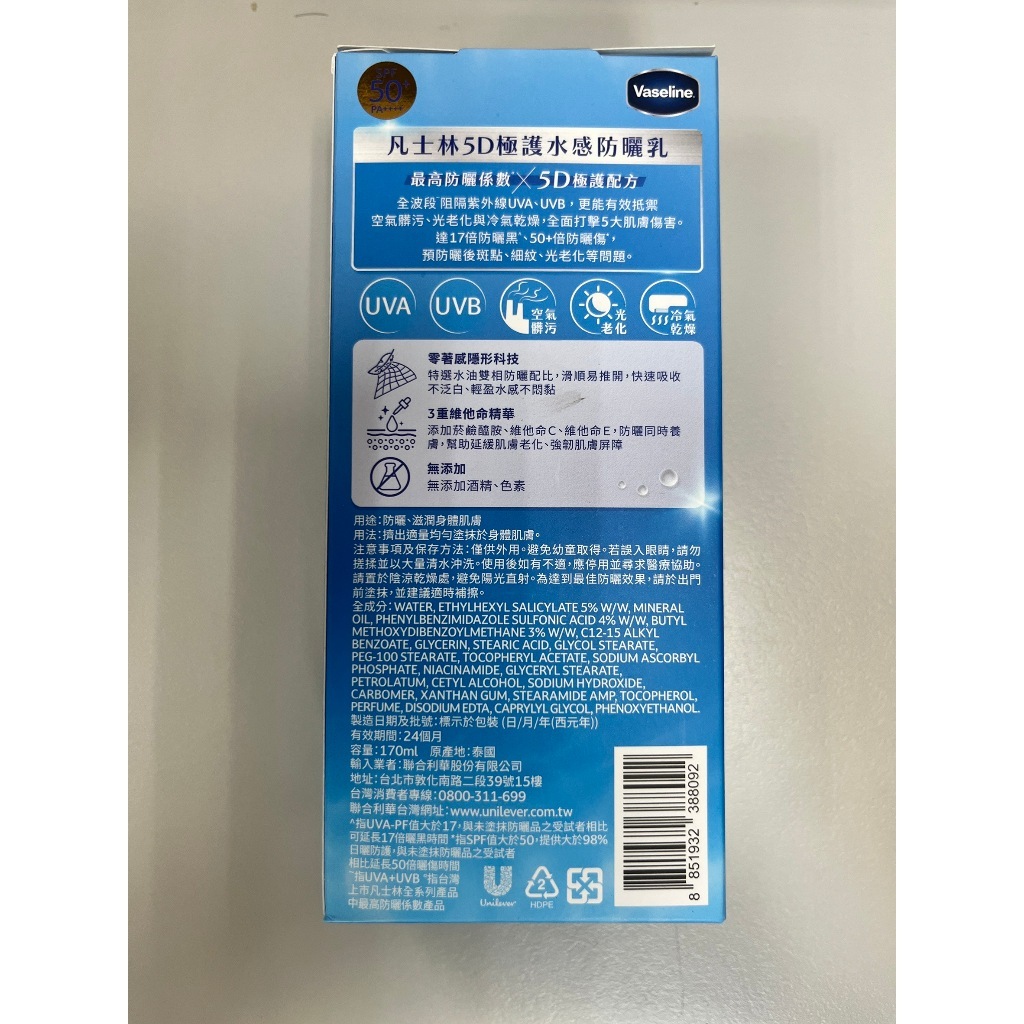 SPF
50+
PA++++
Vaseline
凡士林5D極護水感防曬乳
最高防曬係數*×5D極護配方
全波段~阻隔紫外線UVA、UVB,更能有效抵禦
空氣髒污、光老化與冷氣乾燥,全面打擊5大肌膚傷害。
達17倍防曬黑^、50+倍防曬傷*,
預防曬後斑點、細紋、光老化等問題。
UVA
UVB
空氣
髒污
光
老化
冷氣
乾燥
零著感隱形科技
特選水油雙相防曬配比,滑順易推開,快速吸收
不泛白、輕盈水感不悶黏
3重維他命精華
添加菸鹼醯胺、維他命C、維他命E,防曬同時養
膚,幫助延緩肌膚老化、強韌肌膚屏障
無添加
無添加酒精、色素
用途:防曬、滋潤身體肌膚
用法:擠出適量均勻塗抹於身體肌膚。
注意事項及保存方法:僅供外用。避免幼童取得。若誤入眼睛,請勿
搓揉並以大量清水沖洗。使用後如有不適,應停用並尋求醫療協助。
請置於陰涼乾燥處,避免陽光直射。為達到最佳防曬效果,請於出門
前塗抹,並建議適時補擦。
全成分:WATER, ETHYLHEXYL SALICYLATE 5% W/W, MINERAL
OIL, PHENYLBENZIMIDAZOLE SULFONIC ACID 4% W/W, BUTYL
METHOXYDIBENZOYLMETHANE 3% W/W, C12-15 ALKYL
BENZOATE, GLYCERIN, STEARIC ACID, GLYCOL STEARATE,
PEG-100 STEARATE, TOCOPHERYL ACETATE, SODIUM ASCORBYL
PHOSPHATE, NIACINAMIDE, GLYCERYL STEARATE,
PETROLATUM, CETYL ALCOHOL, SODIUM HYDROXIDE,
CARBOMER, XANTHAN GUM, STEARAMIDE AMP, TOCOPHEROL,
PERFUME, DISODIUM EDTA, CAPRYLYL GLYCOL, PHENOXYETHANOL.
製造日期及批號:標示於包裝 (日/月/年(西元年))
有效期間:24個月
容量:170ml 原產地:泰國
輸入業者:聯合利華股份有限公司
地址:台北市敦化南路二段39號15樓
台灣消費者專線:0800-311-699
聯合利華台灣網址:www.unilever.com.tw
^指UVA-PF值大於17,與未塗抹防曬品之受試者相比
可延長17倍曬黑時間 *指SPF值大於50,提供大於98%
日曬防護,與未塗抹防曬品之受試者
相比延長50倍曬傷時間
~指UVA+UVB *指台灣
上市凡士林全系列產品
中最高防曬係數產品
Unilever
2
HDPE
8 851932 388092